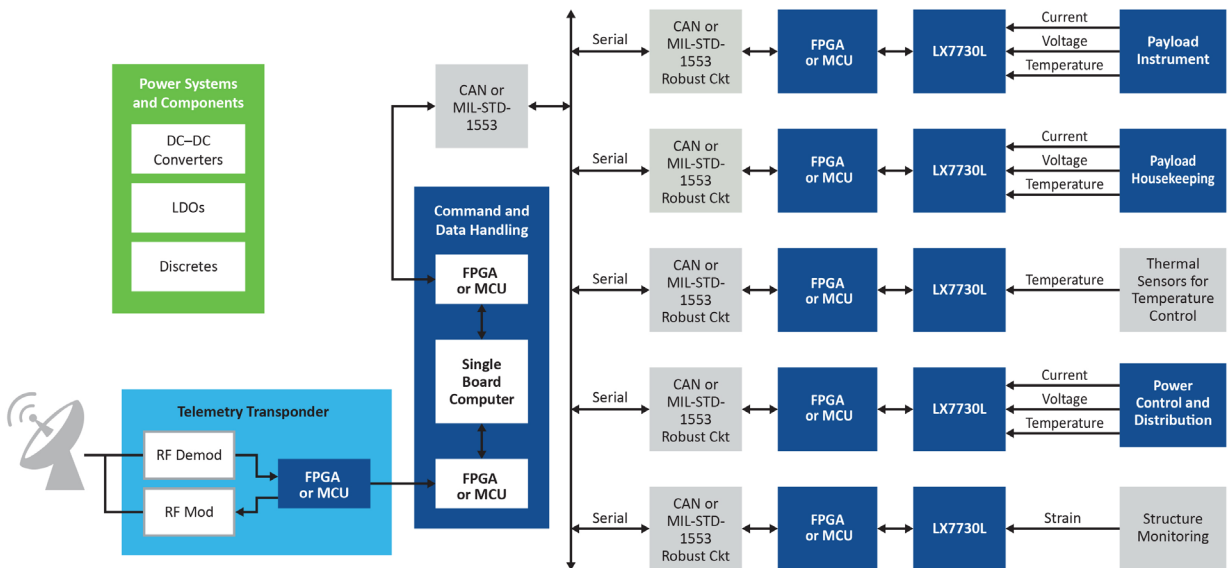 Power Systems
and Components
DC–DC
Converters
LDOs
Discretes
Telemetry Transponder
RF Demod
RF Mod
FPGA
or MCU
CAN or
MIL-STD-
1553
Command and
Data Handling
FPGA
or MCU
Single
Board
Computer
FPGA
or MCU
Serial
CAN or
MIL-STD-
1553
Robust Ckt
FPGA
or MCU
LX7730L
Current
Voltage
Temperature
Payload
Instrument
Serial
CAN or
MIL-STD-
1553
Robust Ckt
FPGA
or MCU
LX7730L
Current
Voltage
Temperature
Payload
Housekeeping
Serial
CAN or
MIL-STD-
1553
Robust Ckt
FPGA
or MCU
LX7730L
Temperature
Thermal
Sensors for
Temperature
Control
Serial
CAN or
MIL-STD-
1553
Robust Ckt
FPGA
or MCU
LX7730L
Current
Voltage
Temperature
Power
Control and
Distribution
Serial
CAN or
MIL-STD-
1553
Robust Ckt
FPGA
or MCU
LX7730L
Strain
Structure
Monitoring